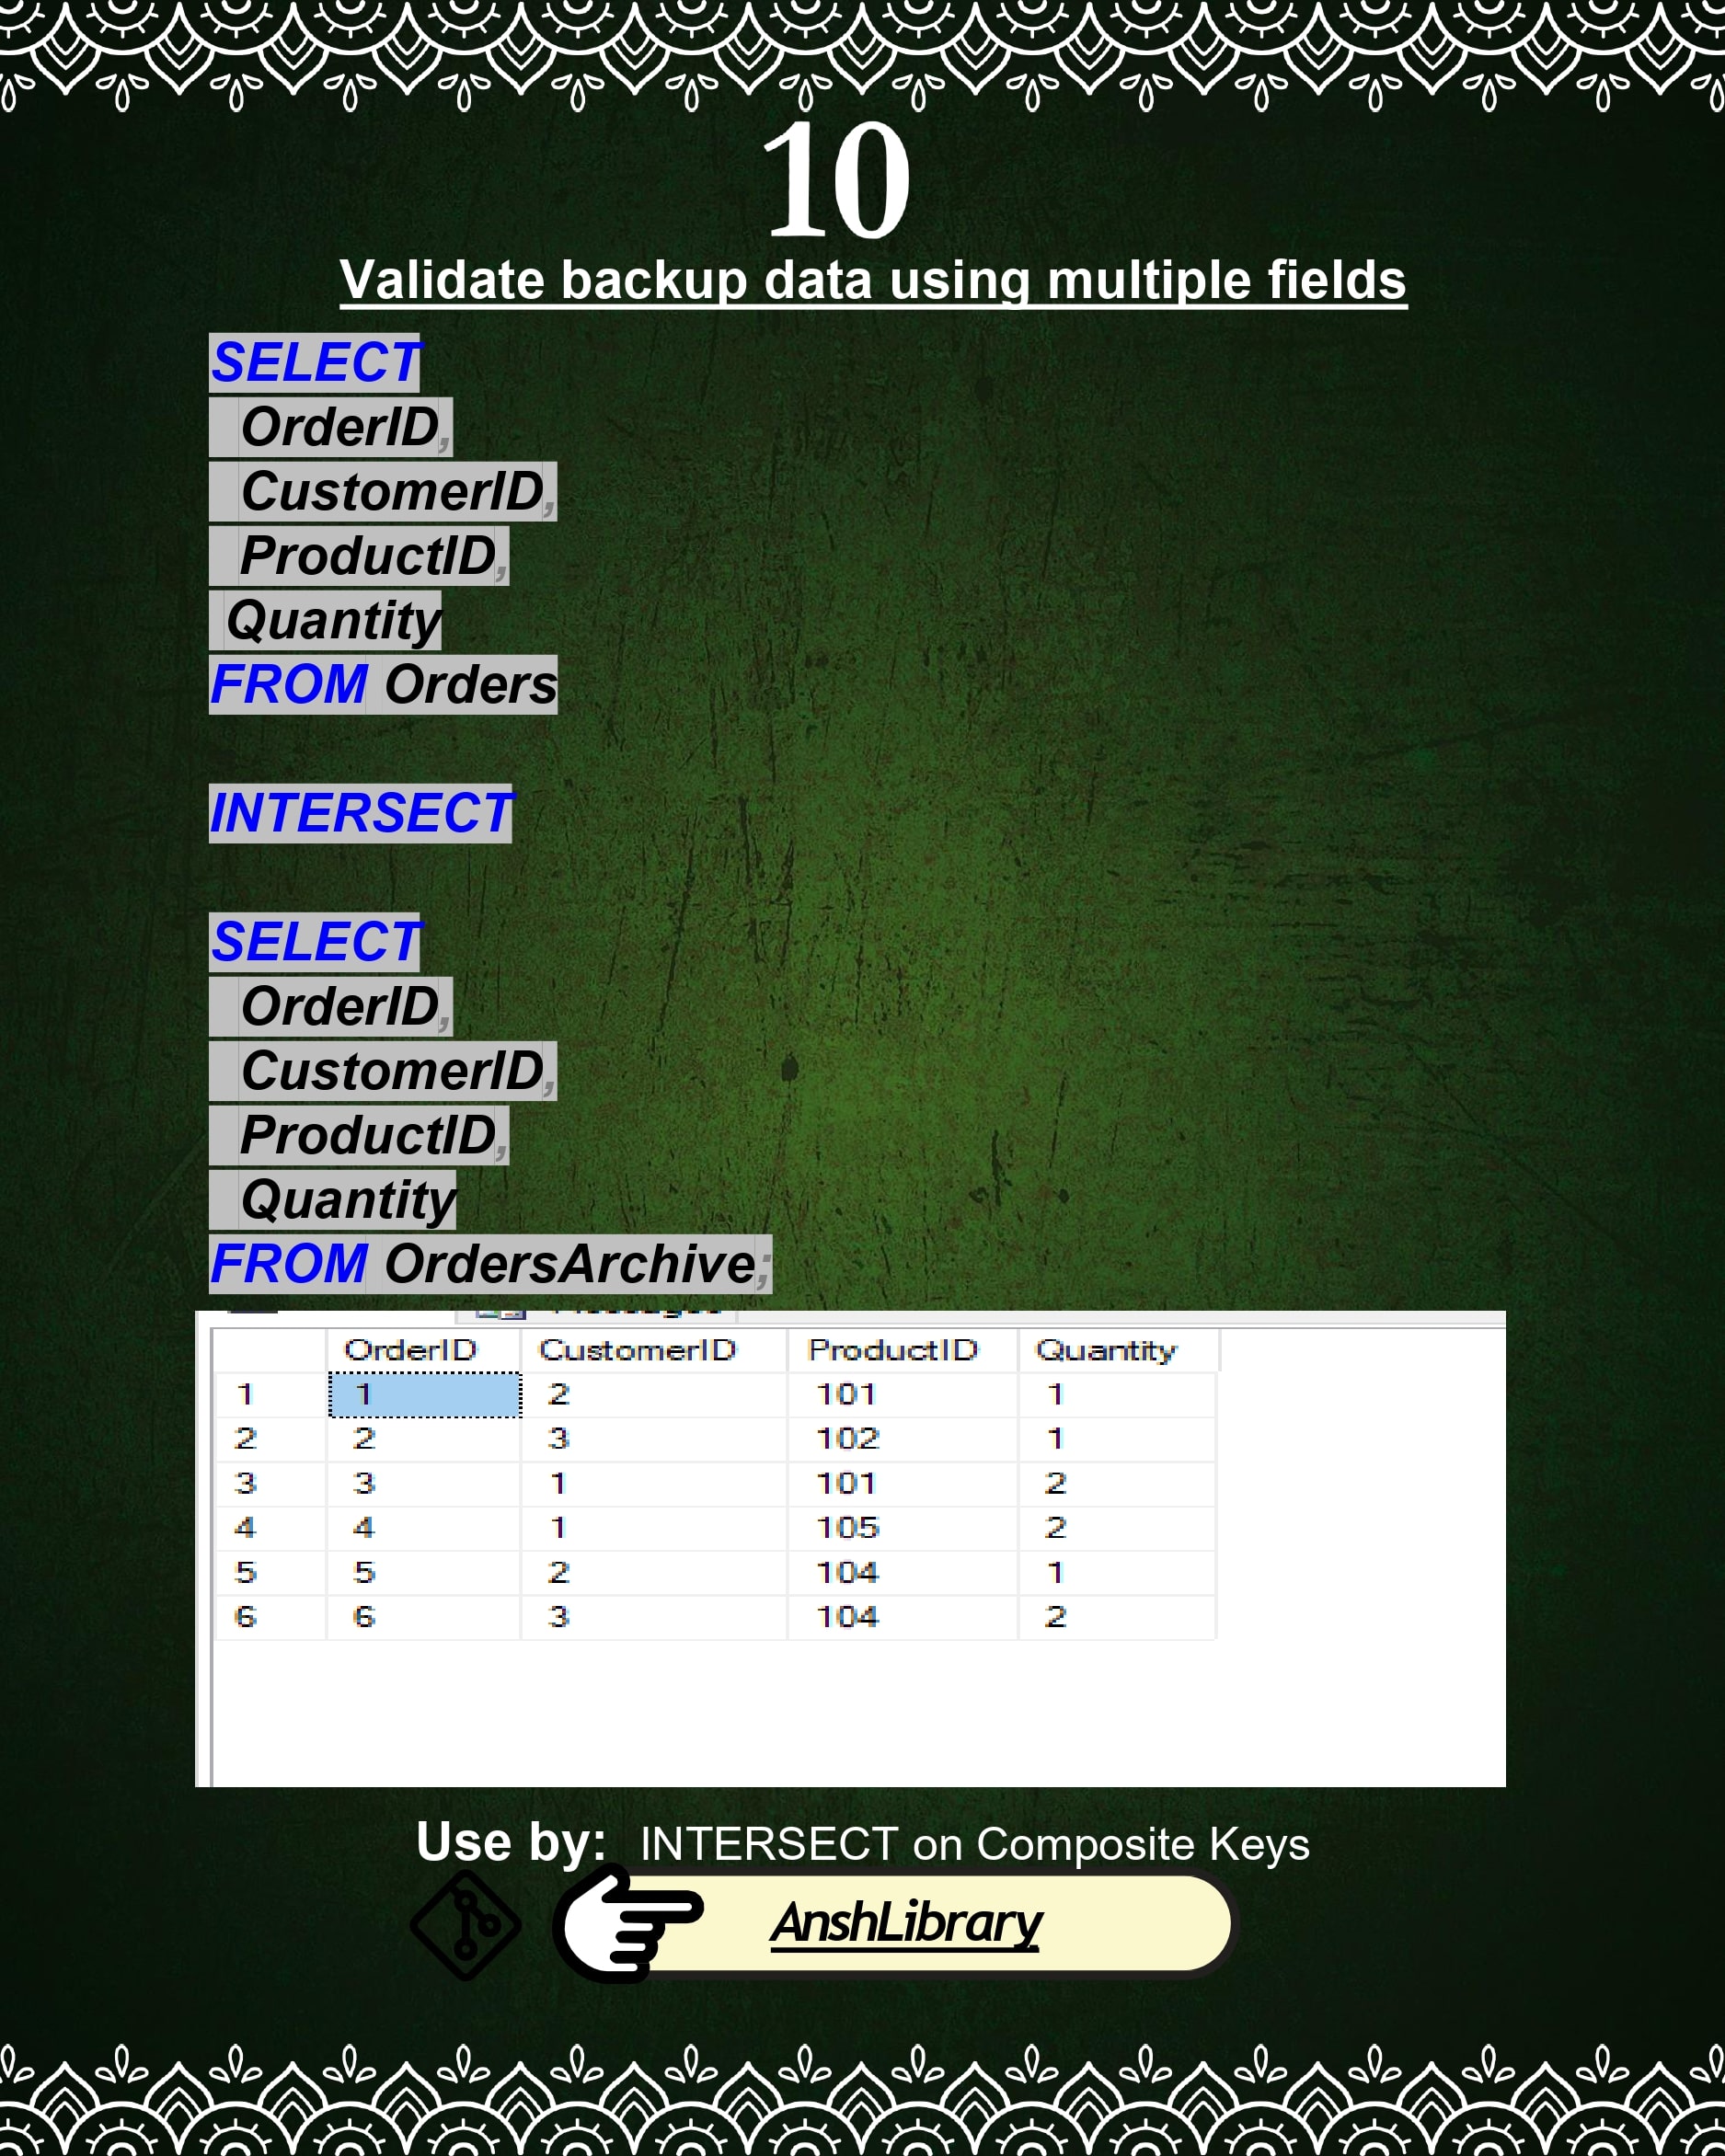 10
Validate backup data using multiple fields
SELECT
OrderID,
CustomerID,
ProductID,
Quantity
FROM Orders
INTERSECT
SELECT
OrderID,
CustomerID,
ProductID,
Quantity
FROM OrdersArchive;
OrderID CustomerID ProductID Quantity
1 1 2 101 1
2 2 3 102 1
3 3 1 101 2
4 4 1 105 2
5 5 2 104 1
6 6 3 104 2
Use by: INTERSECT on Composite Keys
AnshLibrary